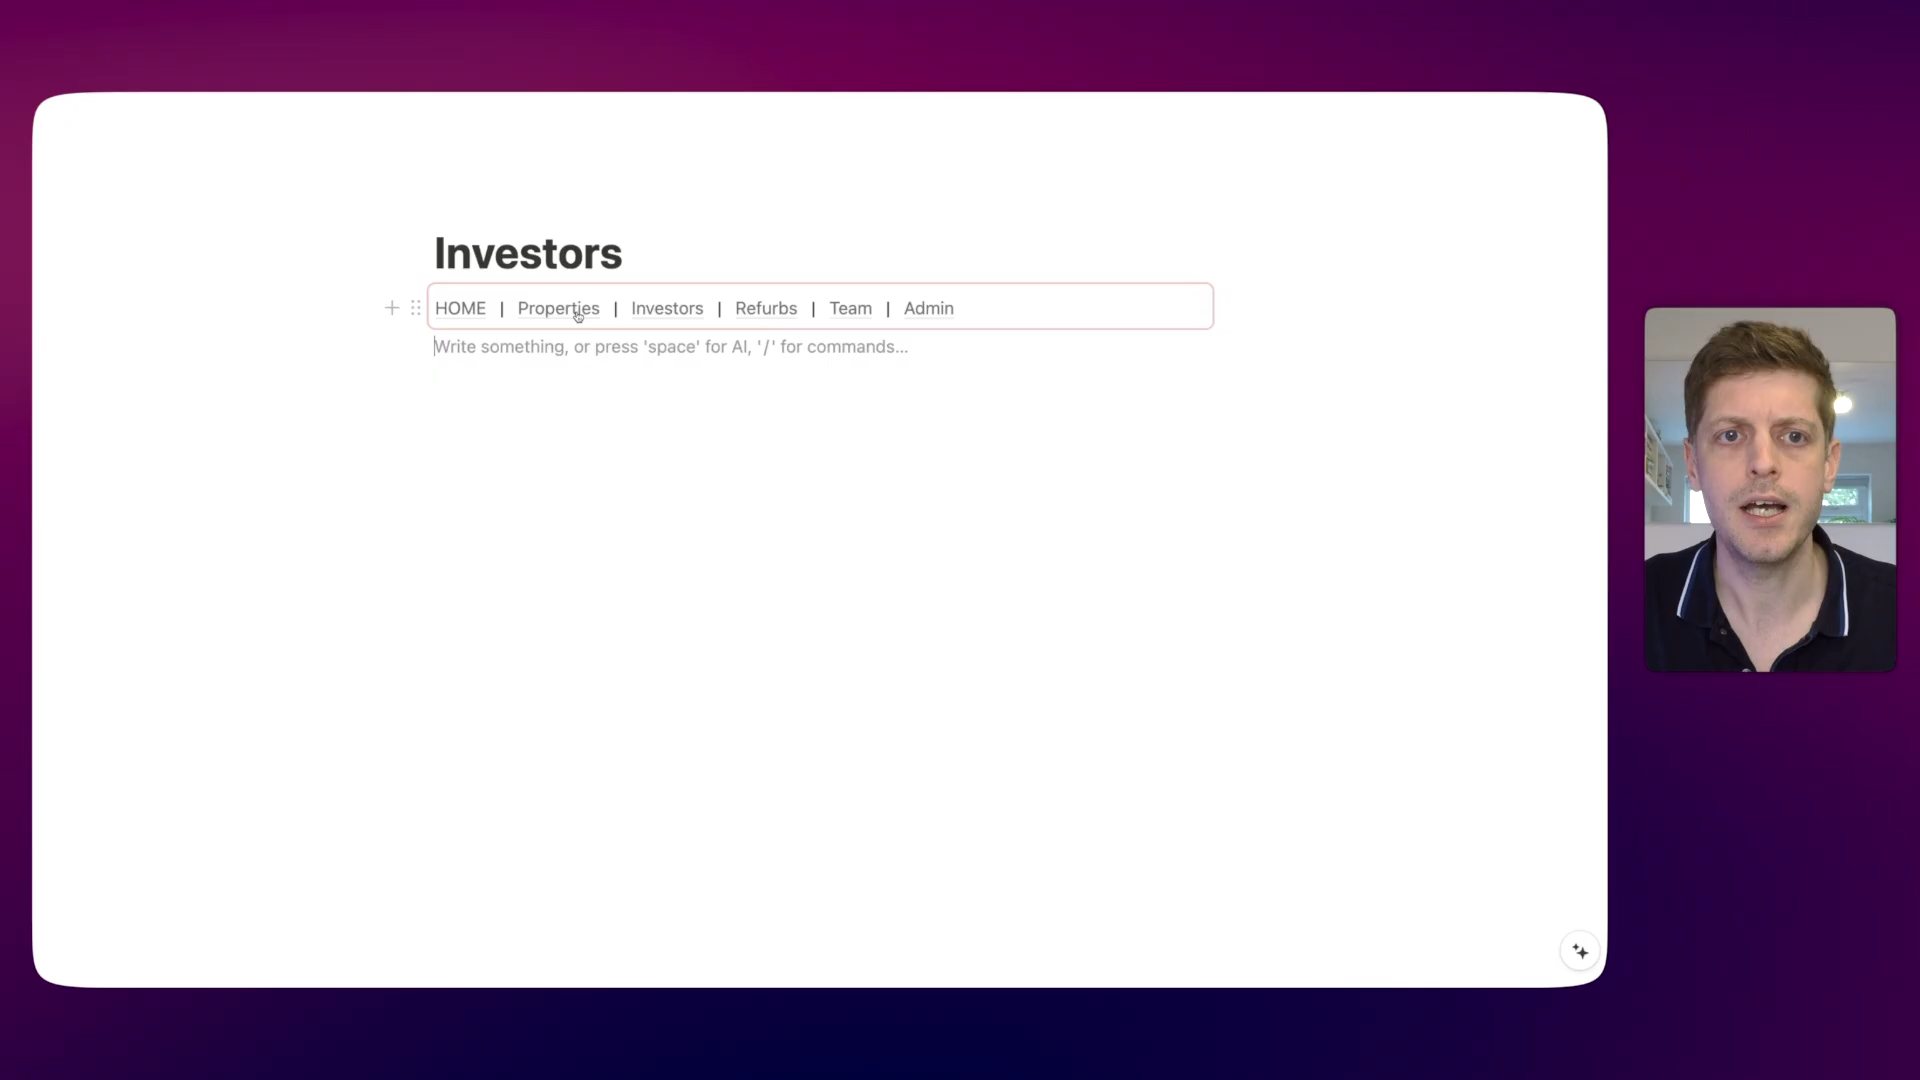 Investors
HOME | Properties | Investors | Refurbs | Team | Admin
Write something, or press 'space' for AI, '/' for commands...